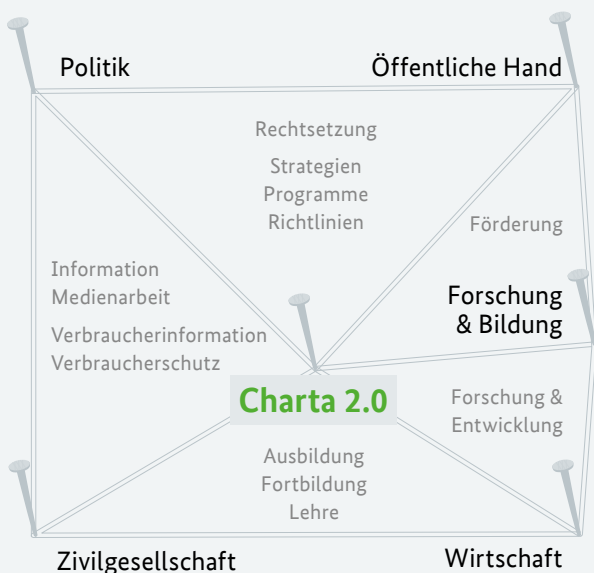 Politik
Öffentliche Hand
Rechtsetzung
Strategien
Programme
Richtlinien
Förderung
Information
Medienarbeit
Verbraucherinformation
Verbraucherschutz
Forschung
& Bildung
Charta 2.0
Forschung &
Entwicklung
Ausbildung
Fortbildung
Lehre
Zivilgesellschaft
Wirtschaft